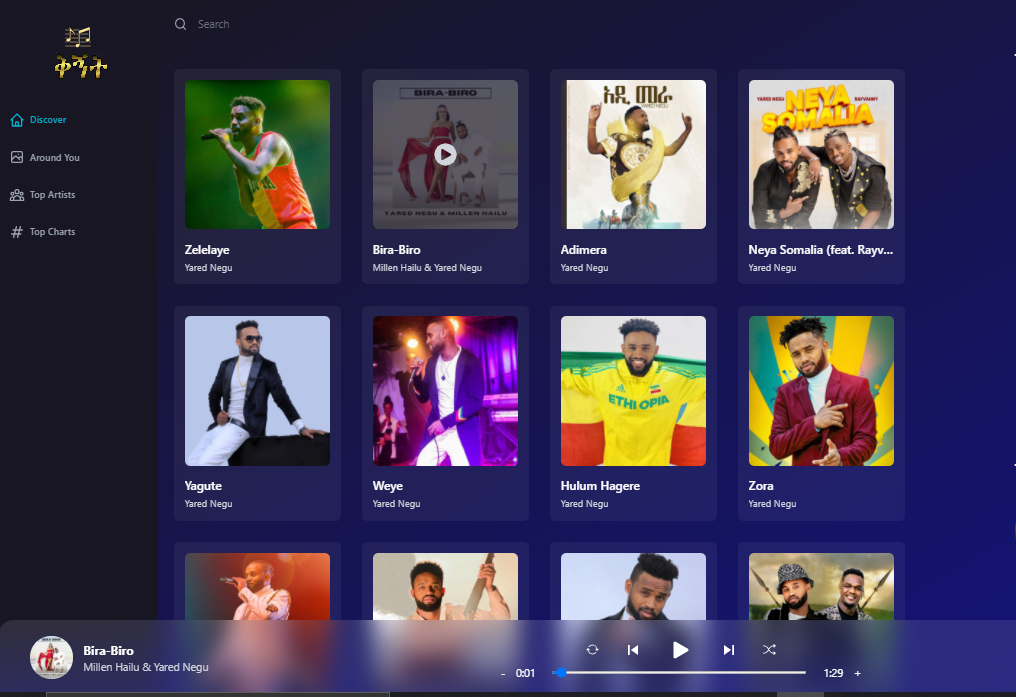 Search
ቅኝት
Discover
Around You
Top Artists
Top Charts
BIRA-BIRO
YARED NEGU & MILLEN HAILU
አዲ መራ
YARED NEGU
YARED NEGU
RAYVANNY
NEYA
SOMALIA
Zelelaye
Yared Negu
Bira-Biro
Millen Hailu & Yared Negu
Adimera
Yared Negu
Neya Somalia (feat. Rayv...
Yared Negu
ETHIOPIA
Yagute
Yared Negu
Weye
Yared Negu
Hulum Hagere
Yared Negu
Zora
Yared Negu
Bira-Biro
Millen Hailu & Yared Negu
- 0:01
1:29 +